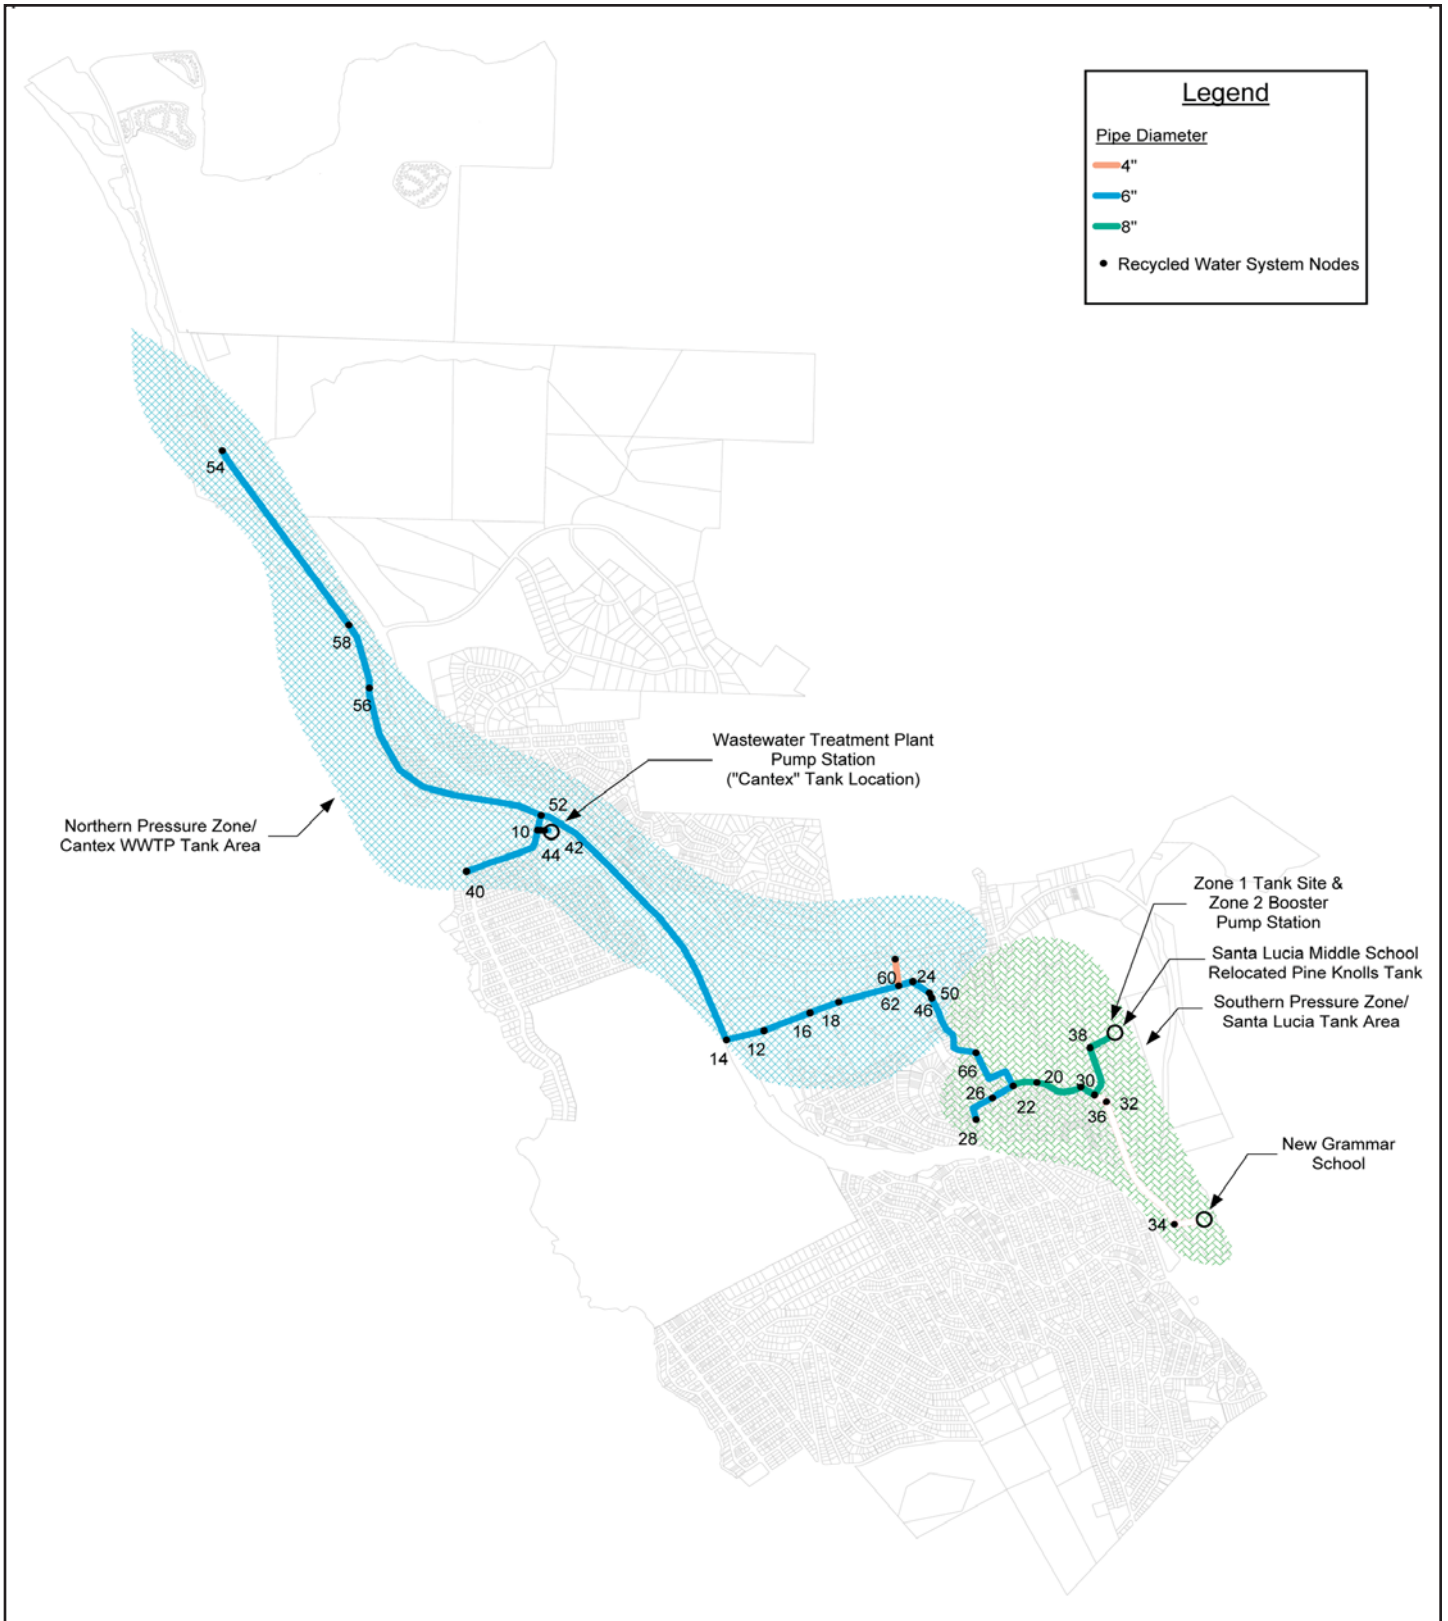 Legend
Pipe Diameter
4"
6"
8"
Recycled Water System Nodes
54
58
56
Wastewater Treatment Plant
Pump Station
("Cantex" Tank Location)
52
10
44
42
40
Northern Pressure Zone/
Cantex WWTP Tank Area
Zone 1 Tank Site &
Zone 2 Booster
Pump Station
Santa Lucia Middle School
Relocated Pine Knolls Tank
Southern Pressure Zone/
Santa Lucia Tank Area
60
24
62
50
46
18
16
12
14
38
66
20
30
26
22
36
32
28
New Grammar
School
34